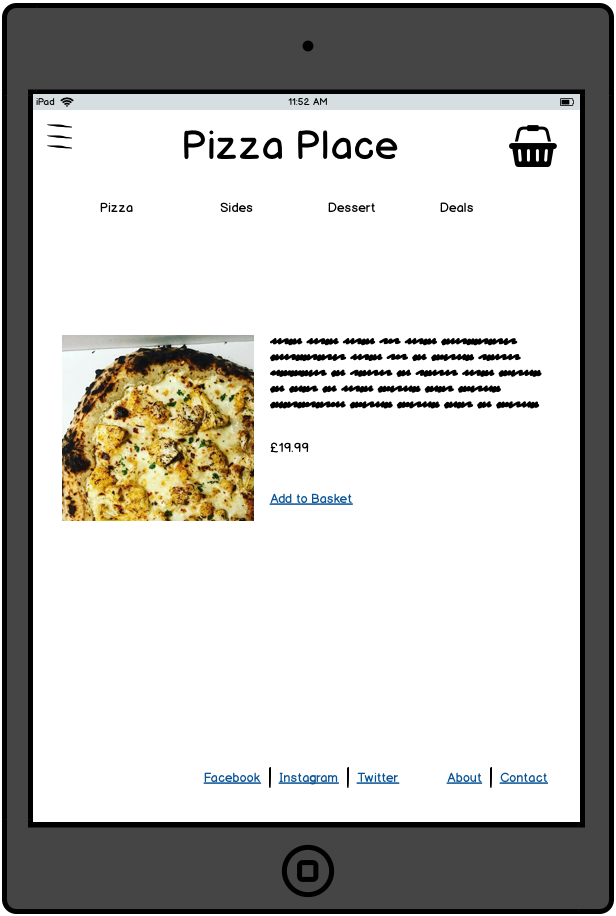 iPad 11:52 AM
Pizza Place
Pizza Sides Dessert Deals
£19.99
Add to Basket
Facebook Instagram Twitter About Contact